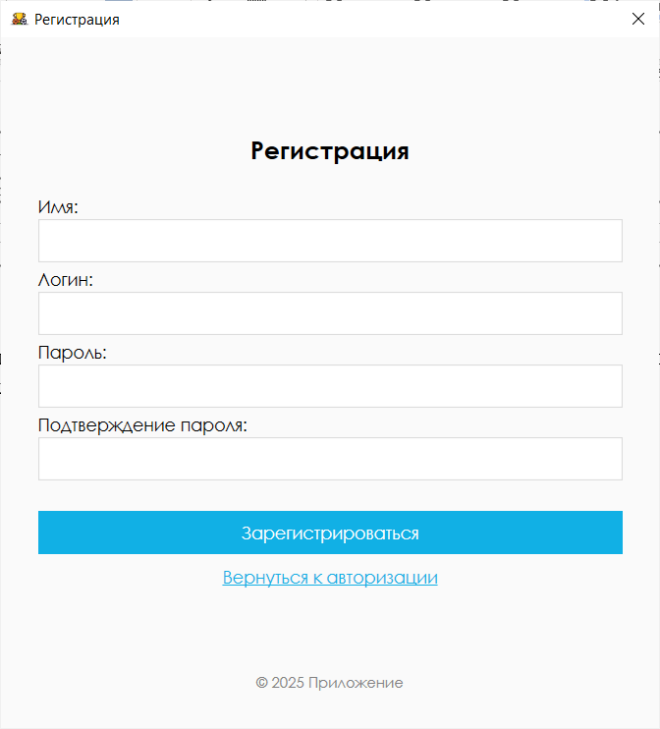 Регистрация
Регистрация
Имя:
Логин:
Пароль:
Подтверждение пароля:
Зарегистрироваться
Вернуться к авторизации
© 2025 Приложение